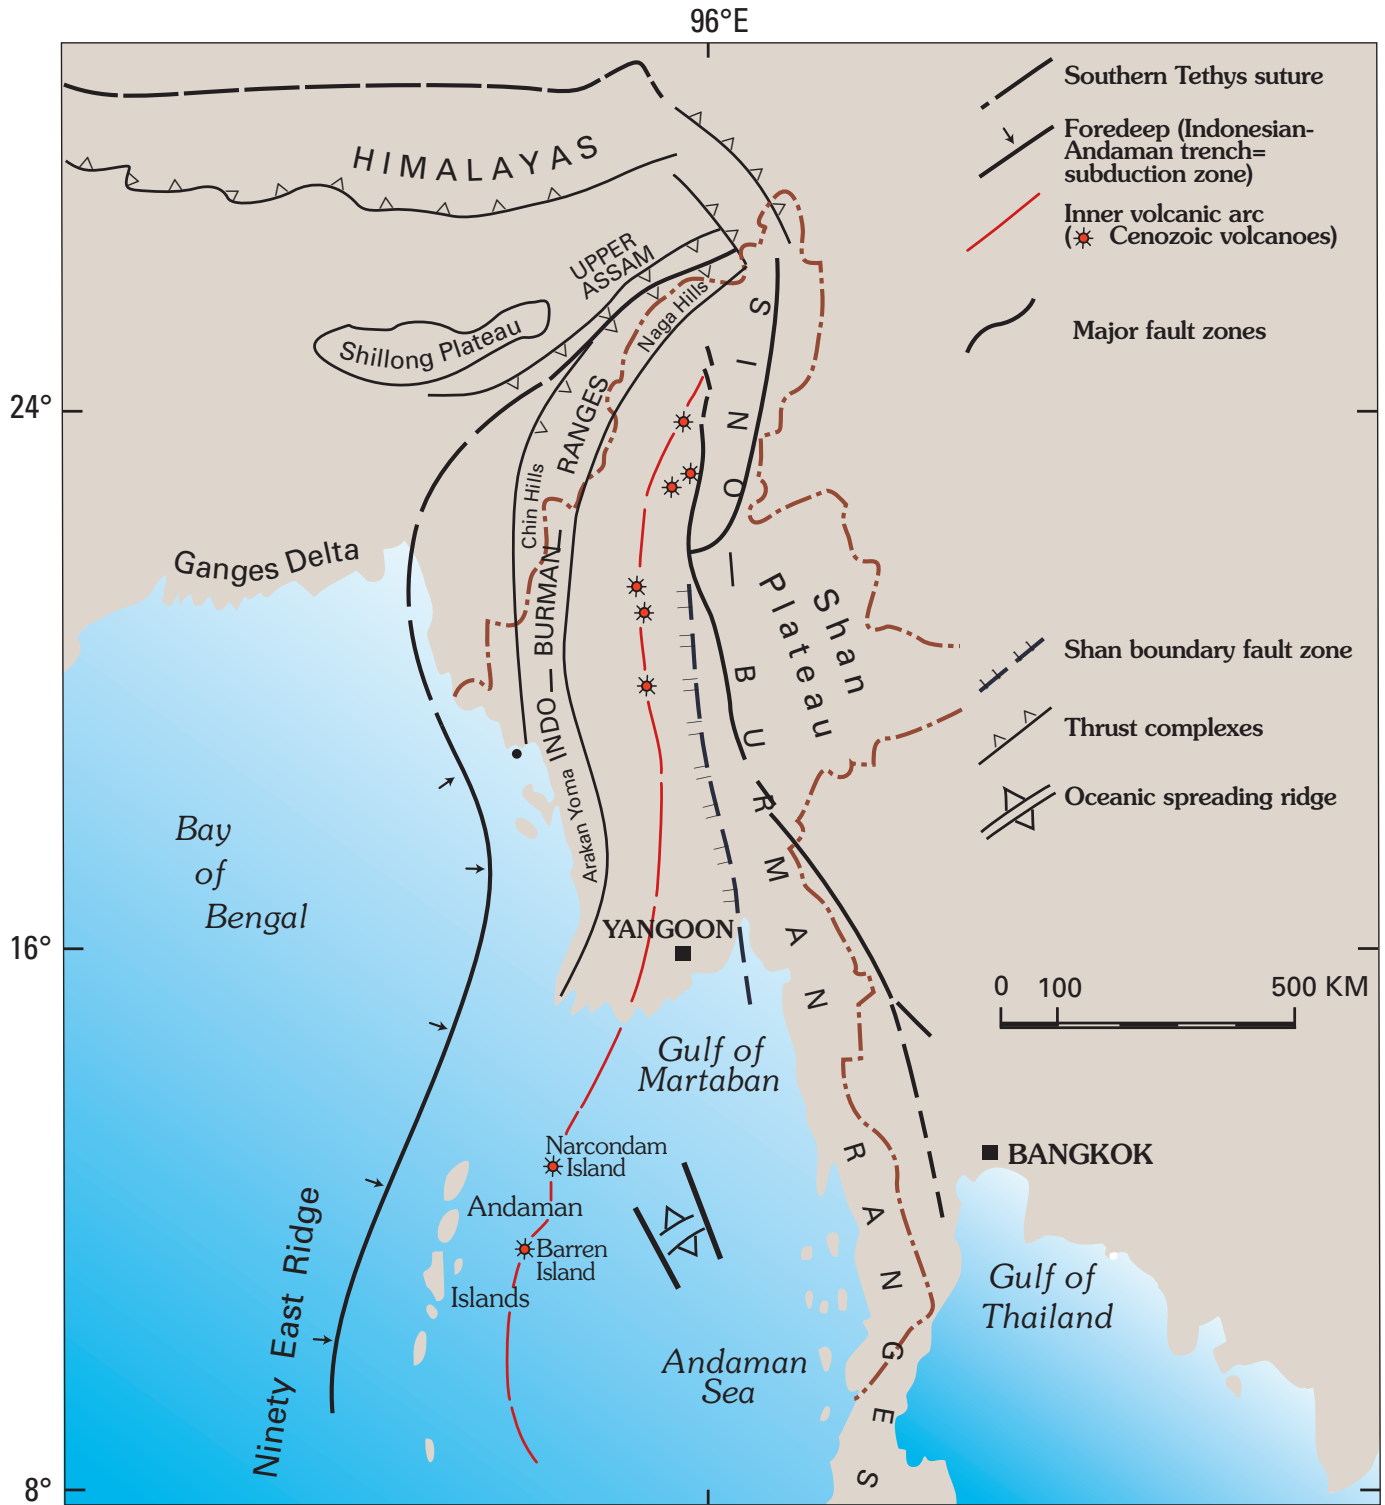 96°E
Southern Tethys suture
Foredeep (Indonesian-
Andaman trench=
subduction zone)
Inner volcanic arc
( Cenozoic volcanoes)
Major fault zones
HIMALAYAS
UPPER
ASSAM
Naga Hills
Shillong Plateau
24°
RANGES
Chin Hills
INDO — BURMAN —
Arakan Yoma
SINO — BURMAN RANGES
Ganges Delta
Shan
Plateau
Shan boundary fault zone
Thrust complexes
Oceanic spreading ridge
Bay
of
Bengal
YANGOON
16°
0 100 500 KM
Gulf of
Martaban
Narcondam
Island
BANGKOK
Andaman
Barren
Island
Islands
Ninety East Ridge
Gulf of
Thailand
Andaman
Sea
8°